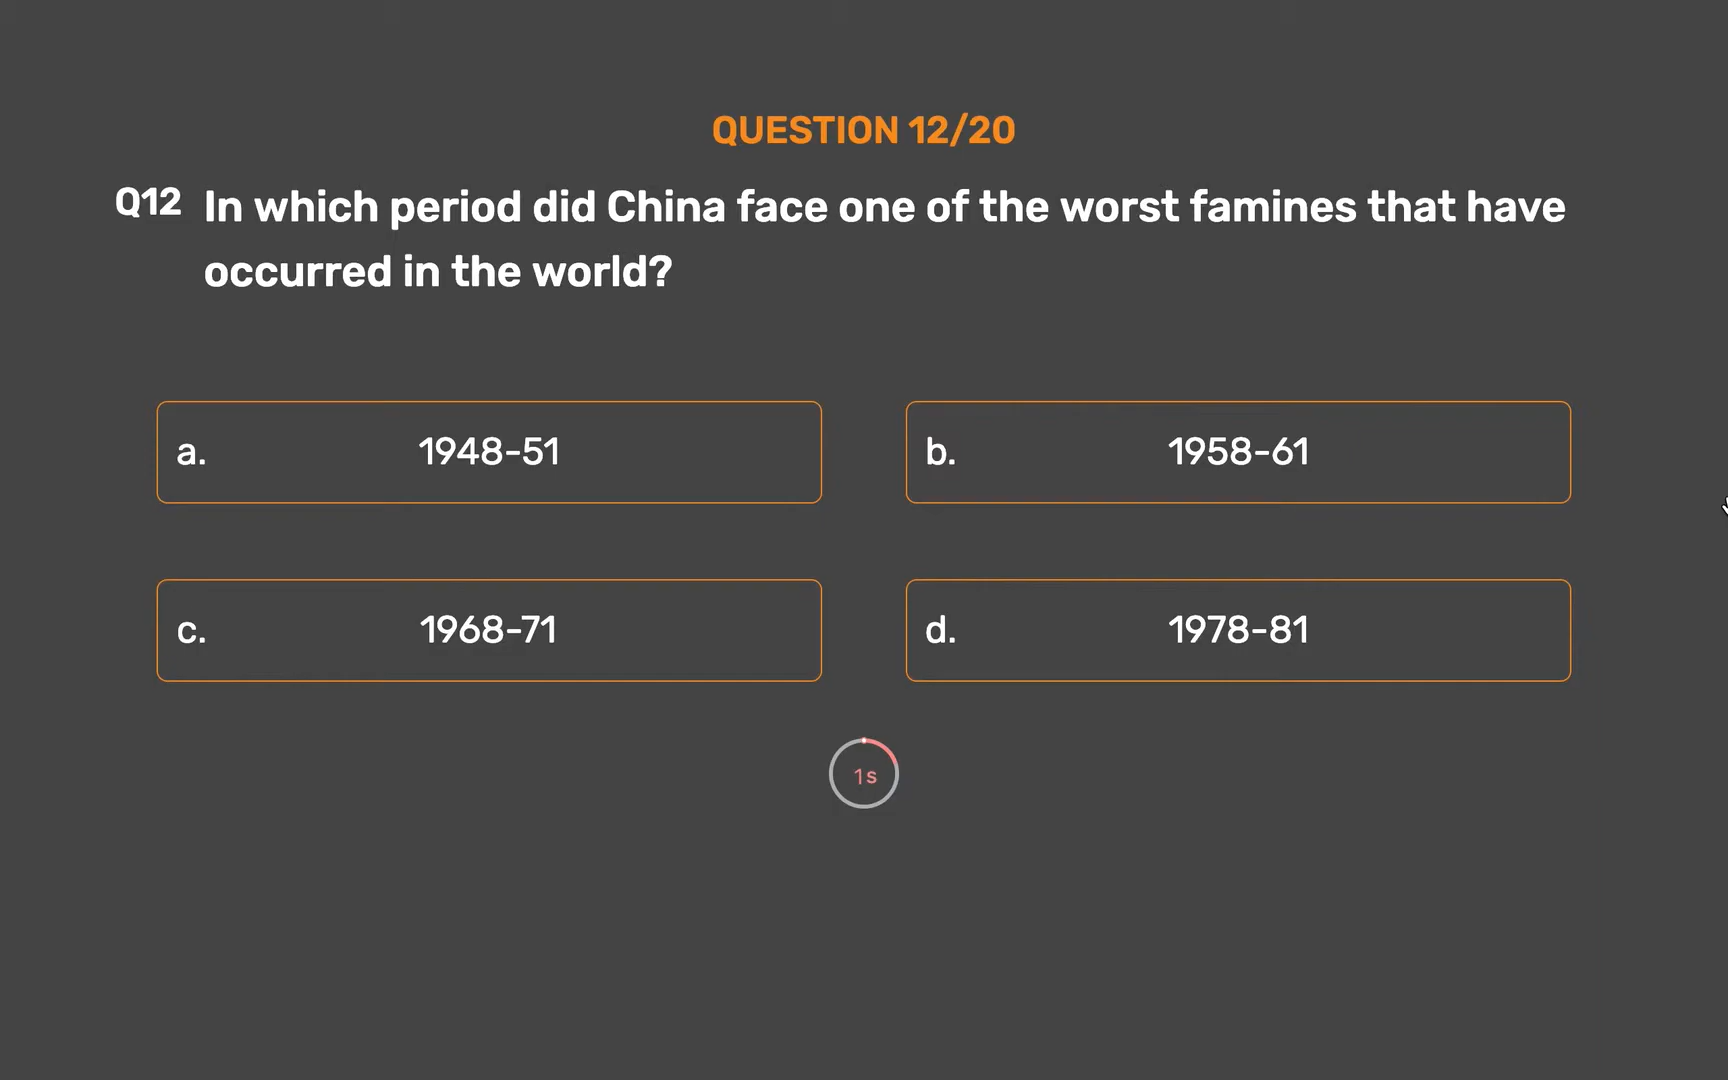 QUESTION 12/20
Q12 In which period did China face one of the worst famines that have
occurred in the world?
a. 1948-51
b. 1958-61
c. 1968-71
d. 1978-81
1s